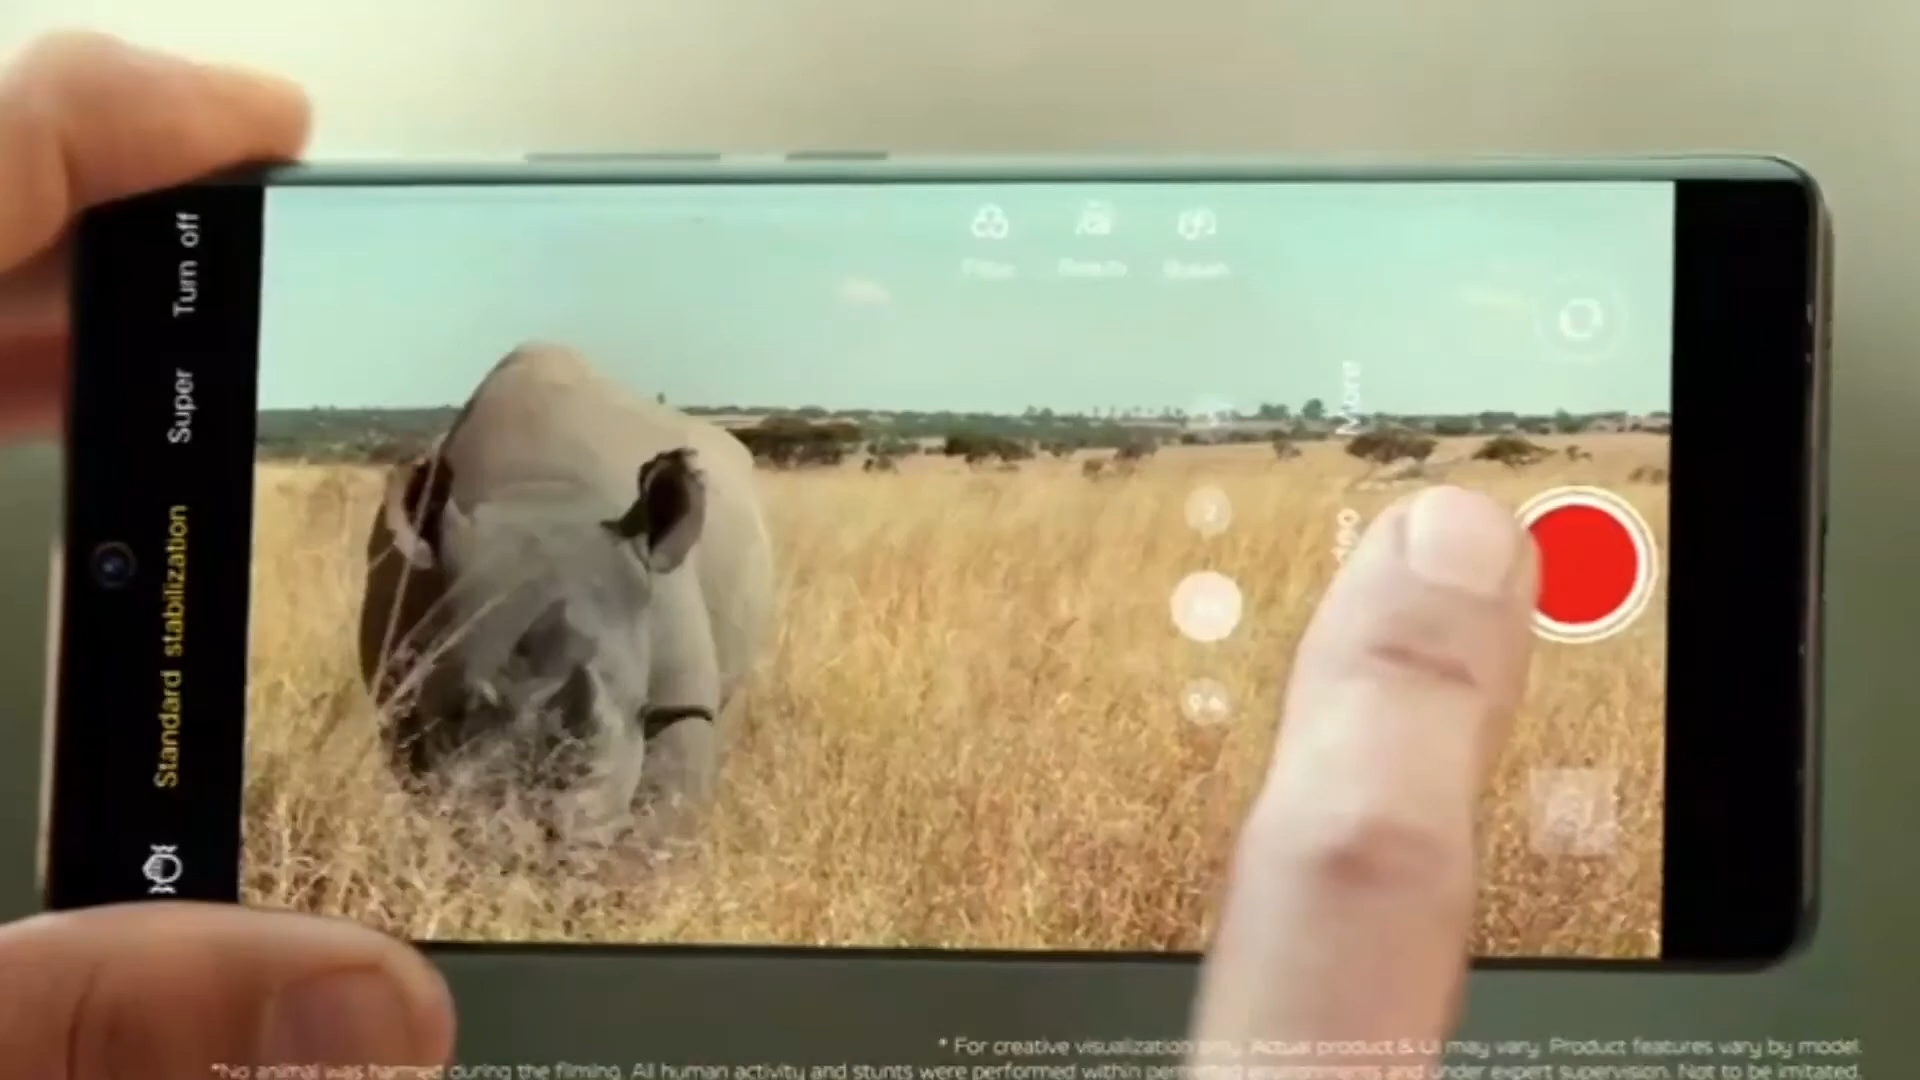 Turn off
Super
Standard stabilization
More
* For creative visualization only. Actual product & UI may vary. Product features vary by model.
*No animal was harmed during the filming. All human activity and stunts were performed within permitted environments and under expert supervision. Not to be imitated.